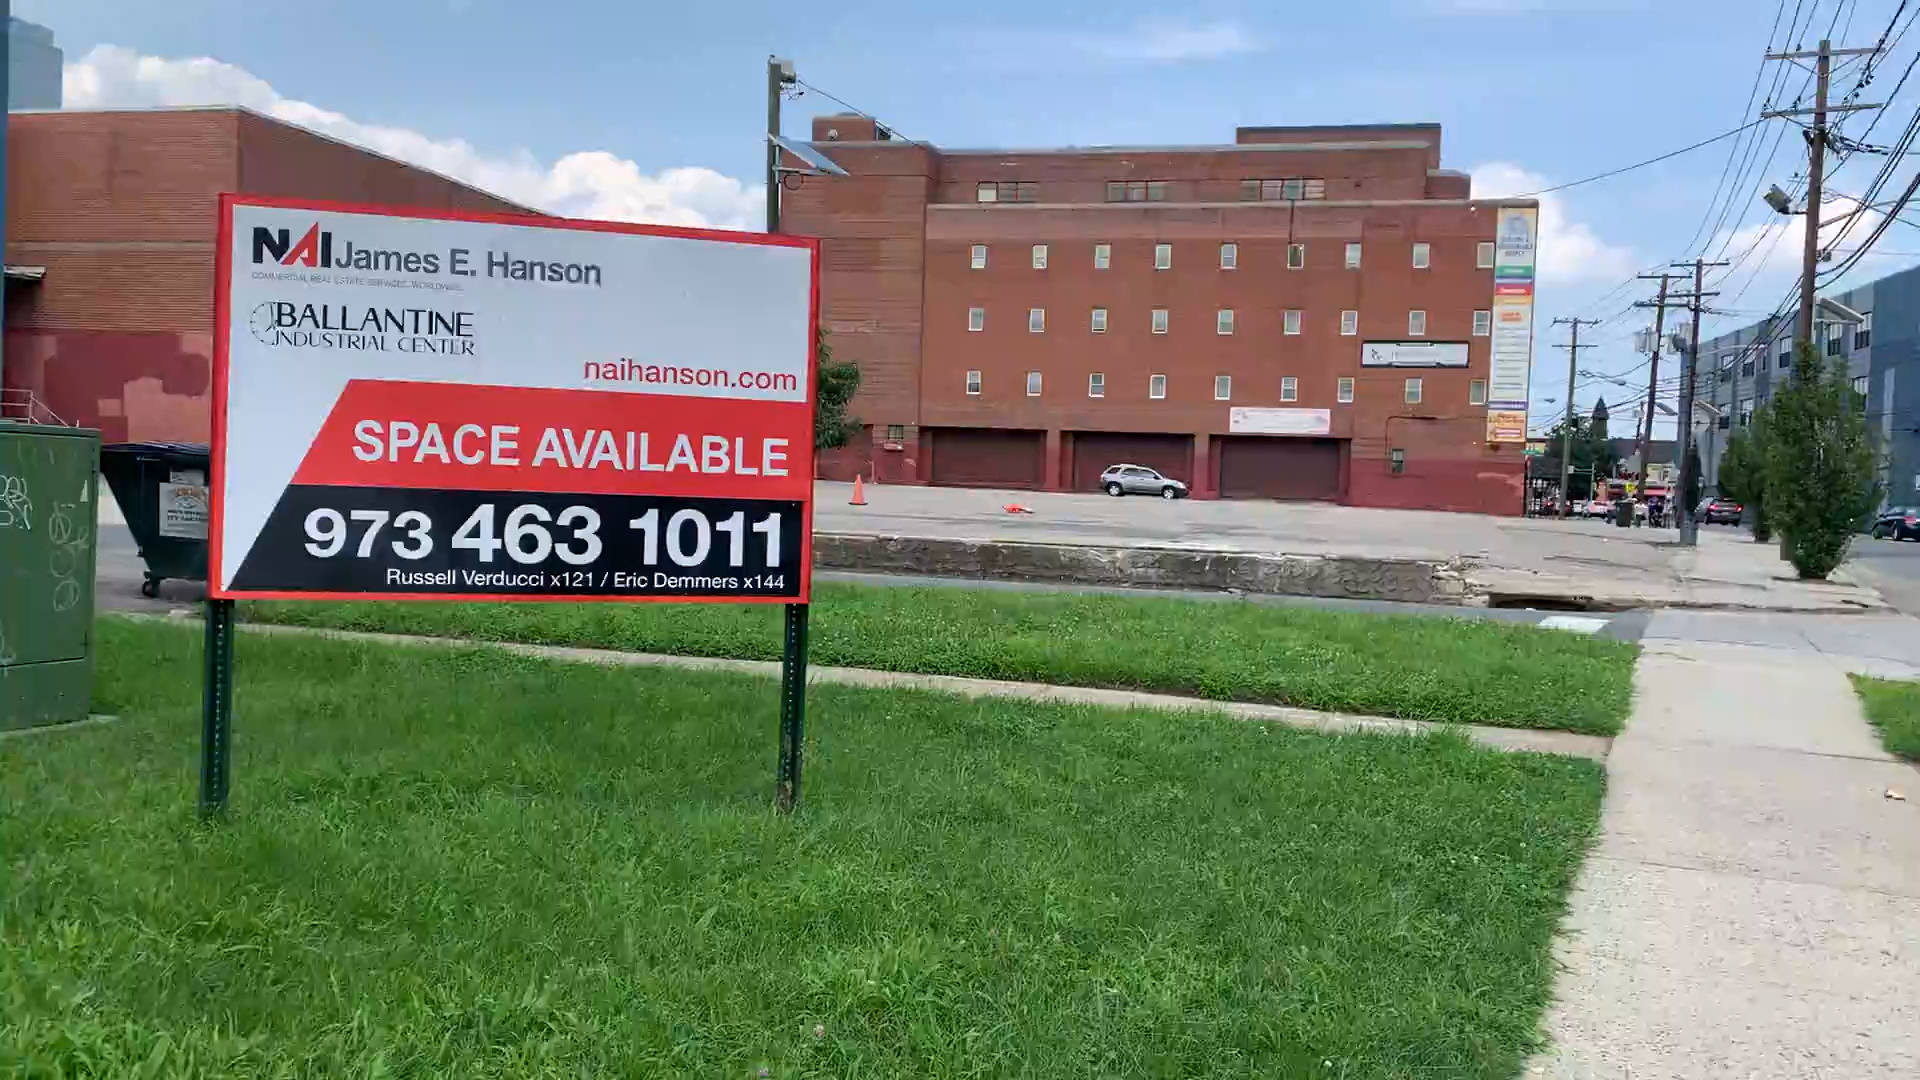 NAI James E. Hanson
COMMERCIAL REAL ESTATE SERVICES, WORLDWIDE.
BALLANTINE
INDUSTRIAL CENTER
naihanson.com
SPACE AVAILABLE
973 463 1011
Russell Verducci x121 / Eric Demmers x144